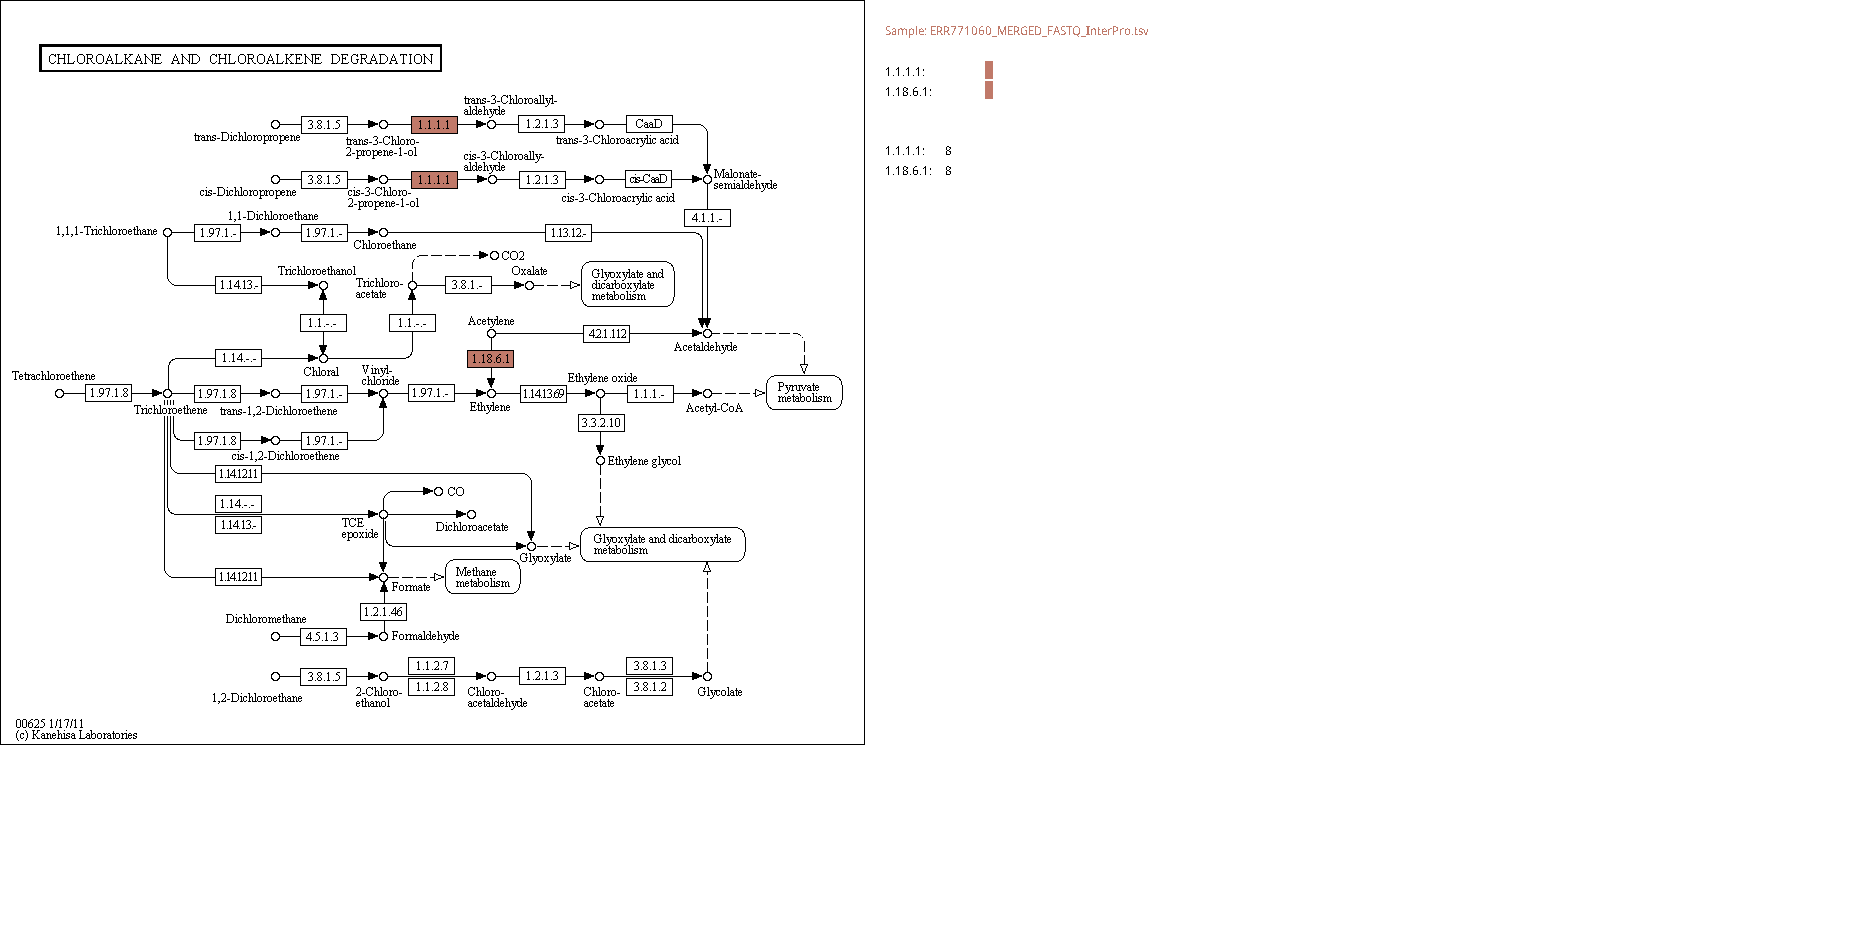 CHLOROALKANE AND CHLOROALKENE DEGRADATION
Sample: ERR771060_MERGED_FASTQ_InterPro.tsv
1.1.1.1:
1.18.6.1:
1.1.1.1: 8
1.18.6.1: 8
trans-3-Chloroallyl-
aldehyde
3.8.1.5
1.1.1.1
1.2.1.3
CaaD
trans-Dichloropropene
trans-3-Chloro-
2-propene-1-ol
trans-3-Chloroacrylic acid
cis-3-Chloroally-
aldehyde
3.8.1.5
1.1.1.1
1.2.1.3
cis-CaaD
Malonate-
semialdehyde
cis-Dichloropropene
cis-3-Chloro-
2-propene-1-ol
cis-3-Chloroacrylic acid
4.1.1.-
1,1-Dichloroethane
1,1,1-Trichloroethane
1.97.1.-
1.97.1.-
1.13.12.-
Chloroethane
CO2
Trichloroethanol
Oxalate
1.14.13.-
Trichloro-
acetate
3.8.1.-
Glyoxylate and
dicarboxylate
metabolism
1.1.-.-
1.1.-.-
Acetylene
4.2.1.112
Acetaldehyde
1.14.-.-
Chloral
1.18.6.1
Tetrachloroethene
Vinyl-
chloride
Ethylene oxide
1.97.1.8
1.97.1.8
1.97.1.-
1.97.1.-
1.14.13.69
1.1.1.-
Pyruvate
metabolism
Trichloroethene
trans-1,2-Dichloroethene
Ethylene
Acetyl-CoA
3.3.2.10
1.97.1.8
1.97.1.-
cis-1,2-Dichloroethene
Ethylene glycol
1.14.12.11
CO
1.14.-.-
1.14.13.-
TCE
epoxide
Dichloroacetate
Glyoxylate and dicarboxylate
metabolism
Glyoxylate
1.14.12.11
Methane
metabolism
Formate
1.2.1.46
Dichloromethane
4.5.1.3
Formaldehyde
1.1.2.7
3.8.1.3
3.8.1.5
1.2.1.3
1.1.2.8
3.8.1.2
1,2-Dichloroethane
2-Chloro-
ethanol
Chloro-
acetaldehyde
Chloro-
acetate
Glycolate
00625 1/17/11
(c) Kanehisa Laboratories